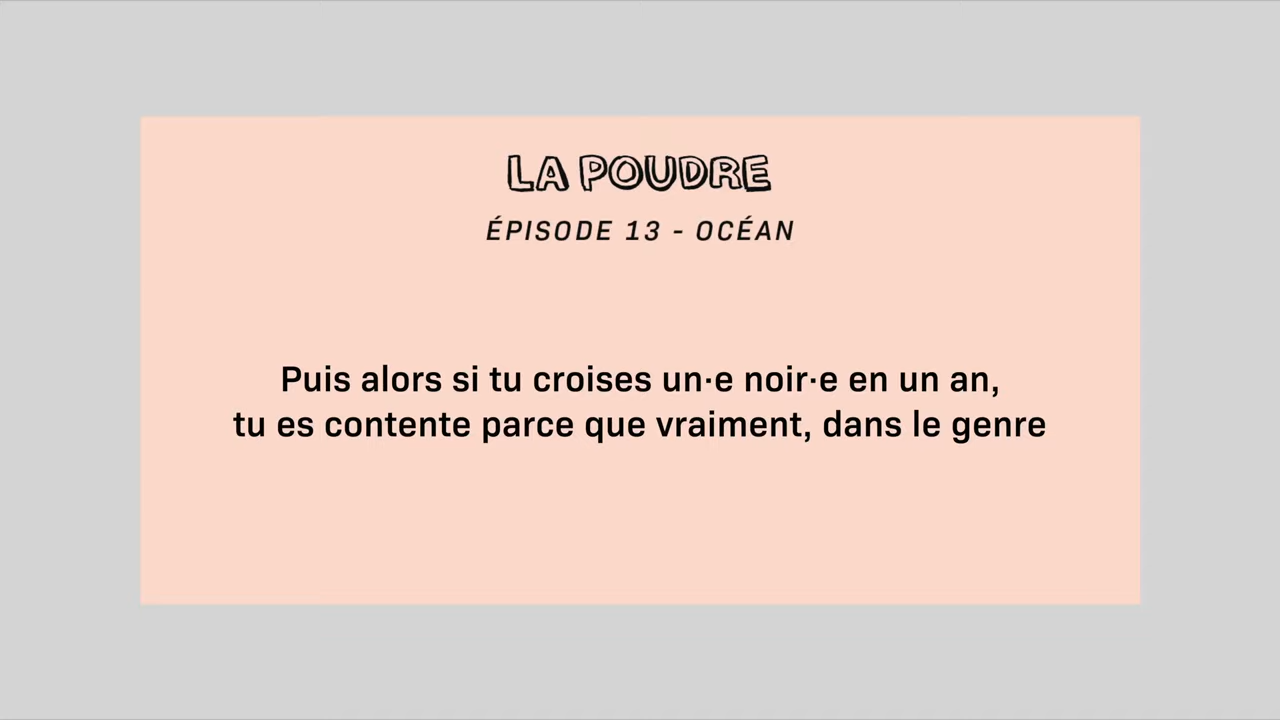 LA POUDRE
ÉPISODE 13 - OCÉAN
Puis alors si tu croises un·e noir·e en un an,
tu es contente parce que vraiment, dans le genre